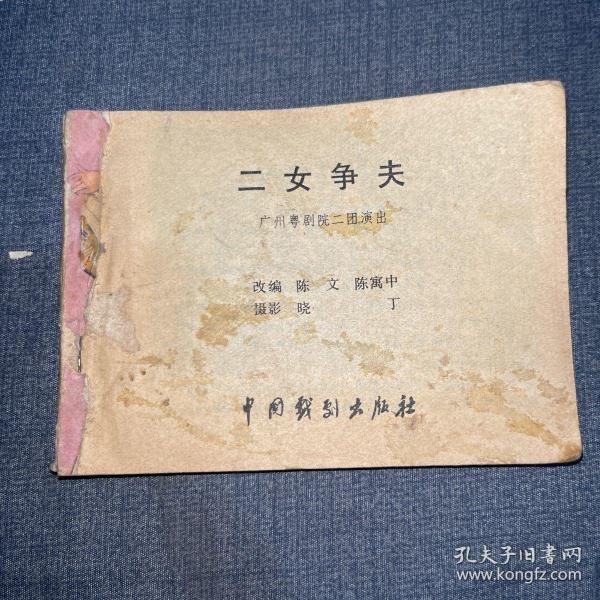 二女争夫
广州粤剧院二团演出
改编 陈 文 陈寓中
摄影 晓 丁
中国戏剧出版社
孔夫子旧書网
www.kongfz.com